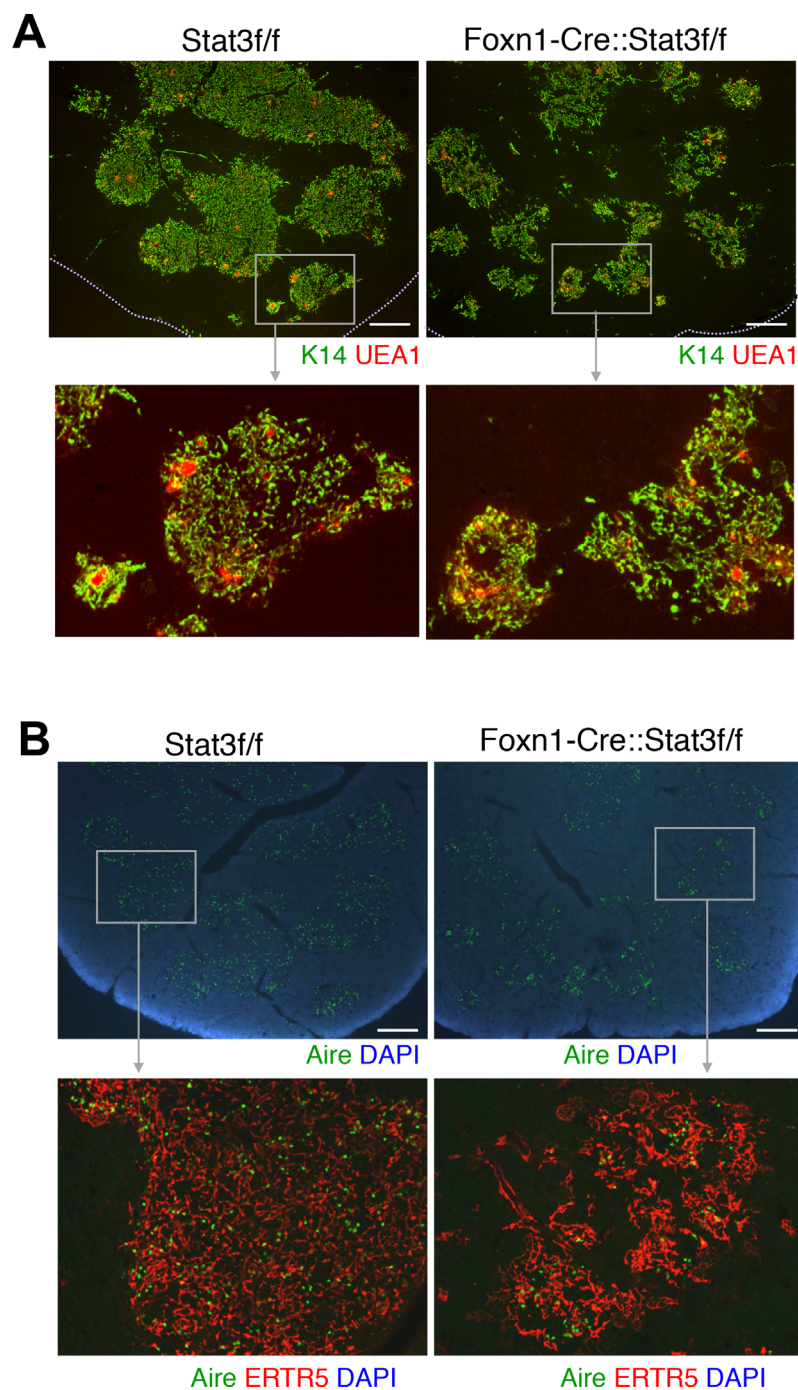 A
Stat3f/f Foxn1-Cre::Stat3f/f
K14 UEA1 K14 UEA1
B
Stat3f/f Foxn1-Cre::Stat3f/f
Aire DAPI Aire DAPI
Aire ERTR5 DAPI Aire ERTR5 DAPI